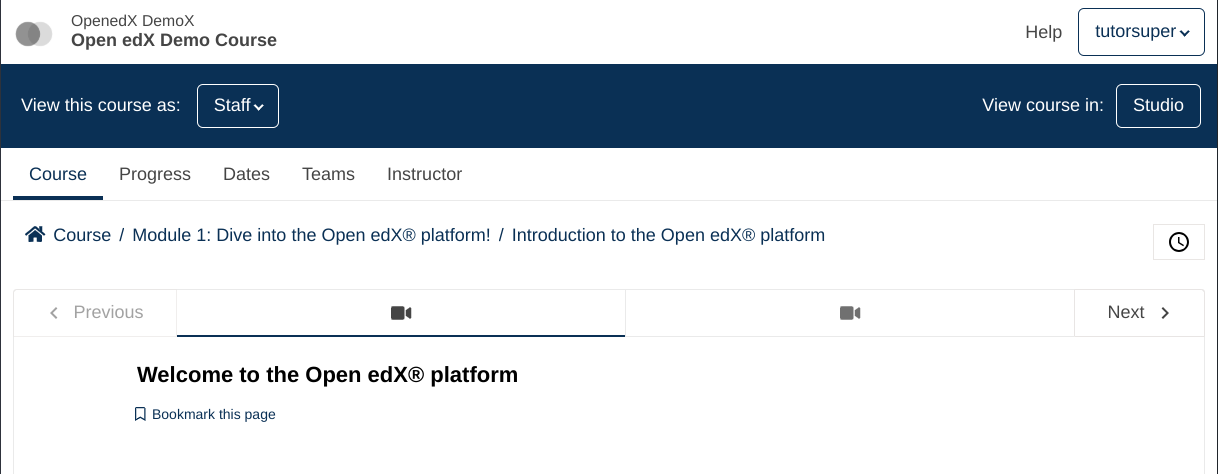 OpenedX DemoX
Open edX Demo Course
Help
tutorsuper
View this course as:
Staff
View course in:
Studio
Course
Progress
Dates
Teams
Instructor
Course / Module 1: Dive into the Open edX® platform! / Introduction to the Open edX® platform
Previous
Next
Welcome to the Open edX® platform
Bookmark this page